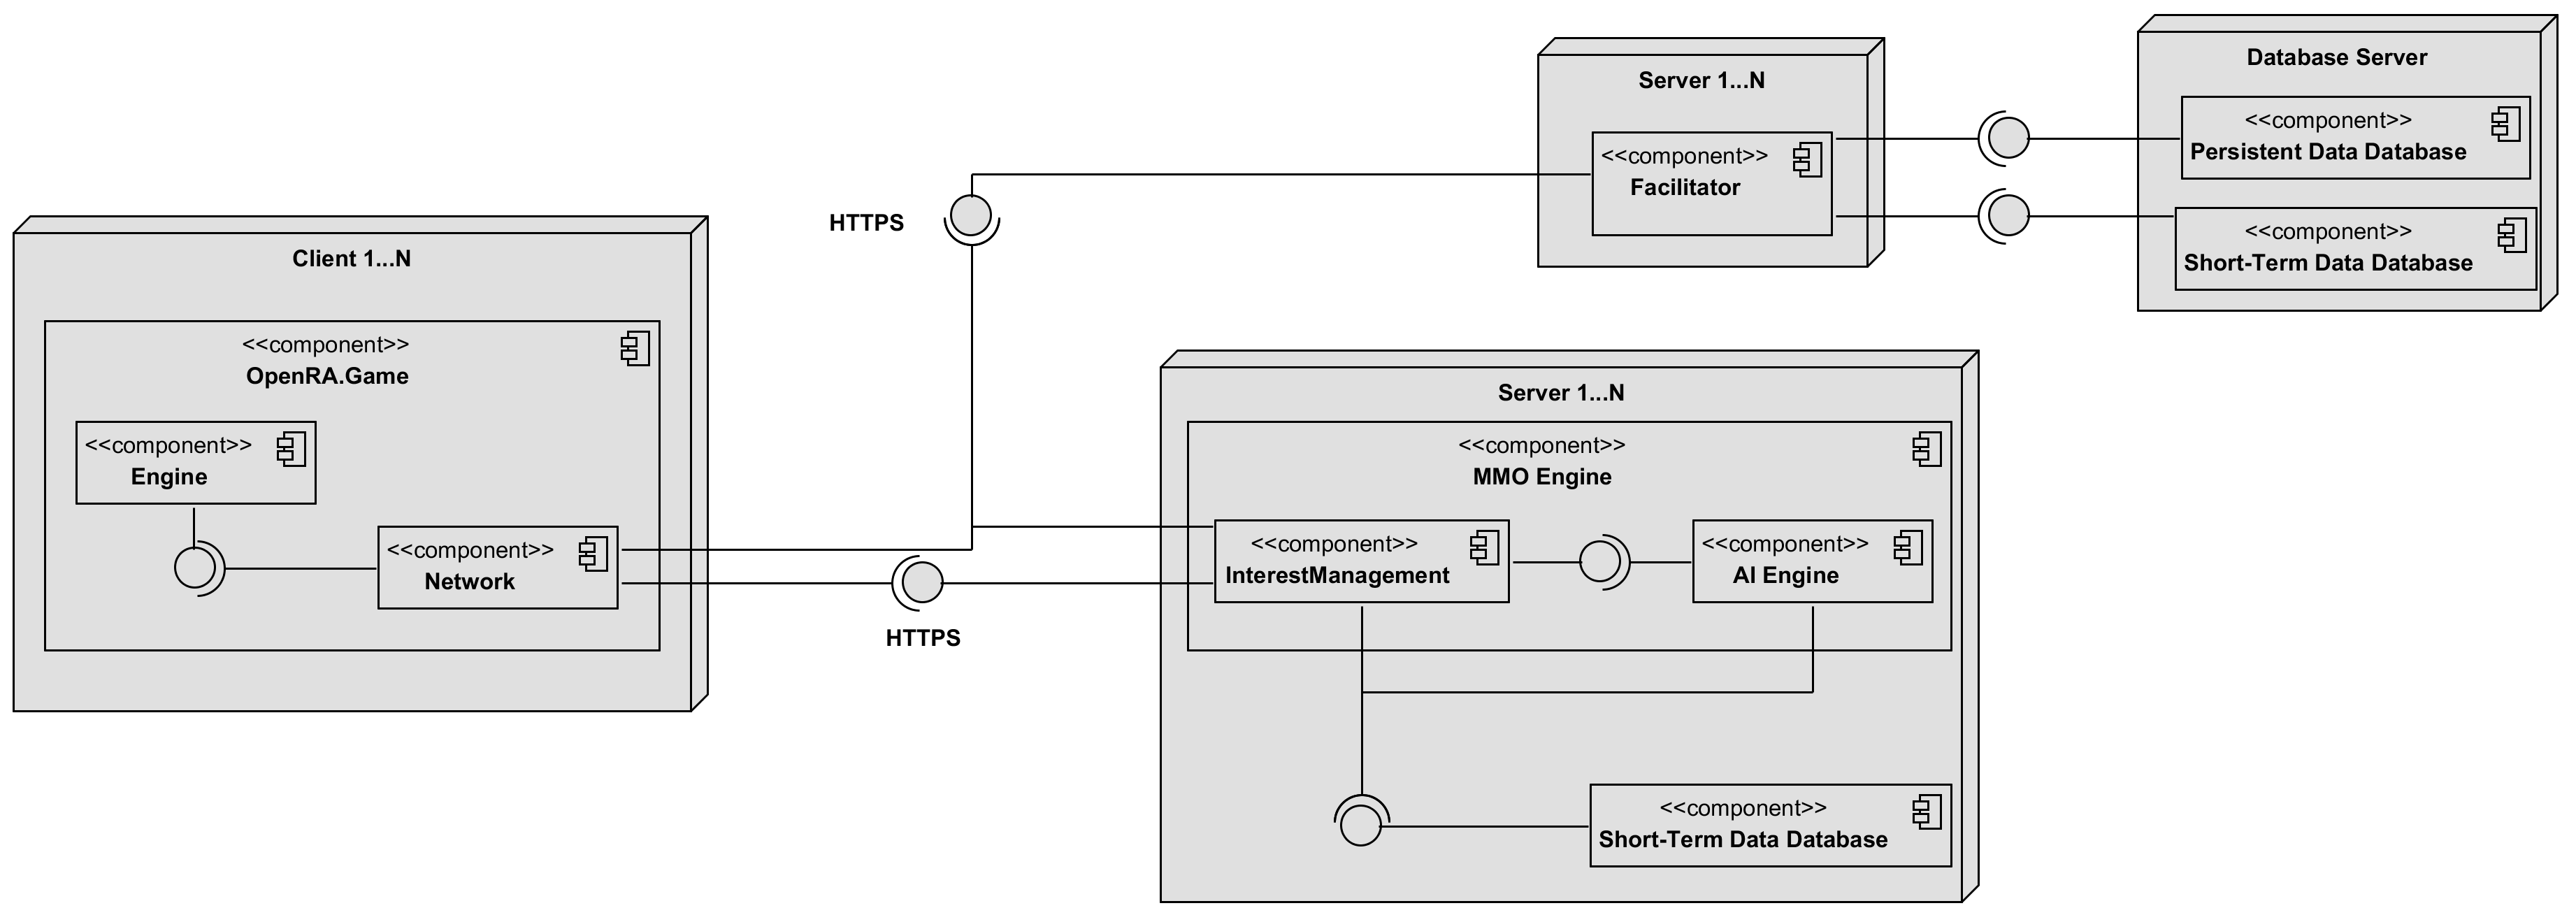 Server 1...N
<<component>>
Facilitator
Database Server
<<component>>
Persistent Data Database
<<component>>
Short-Term Data Database
HTTPS
Client 1...N
<<component>>
OpenRA.Game
<<component>>
Engine
<<component>>
Network
HTTPS
Server 1...N
<<component>>
MMO Engine
<<component>>
InterestManagement
<<component>>
AI Engine
<<component>>
Short-Term Data Database